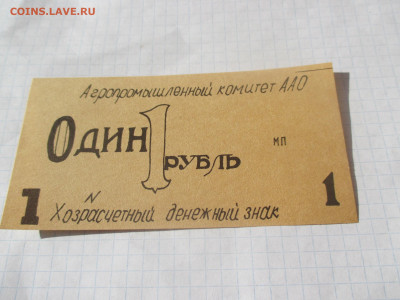 COINS.LAVE.RU
Агропромышленный комитет ААО
Один 1 рубль
МП
1 N 1
Хозрасчетный денежный знак